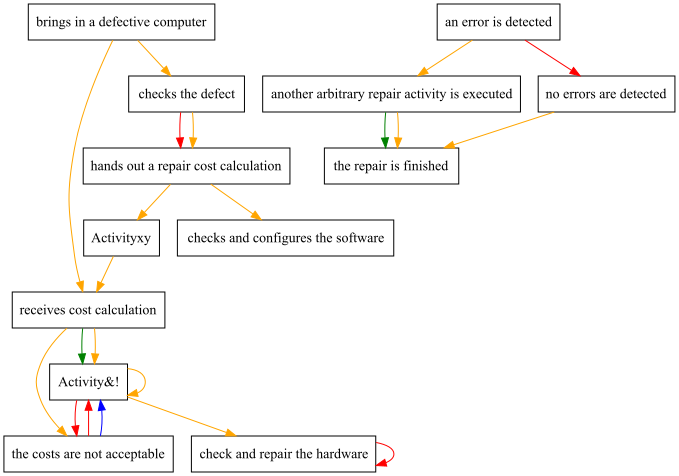 brings in a defective computer
an error is detected
checks the defect
another arbitrary repair activity is executed
no errors are detected
hands out a repair cost calculation
the repair is finished
Activityxy
checks and configures the software
receives cost calculation
Activity&!
the costs are not acceptable
check and repair the hardware